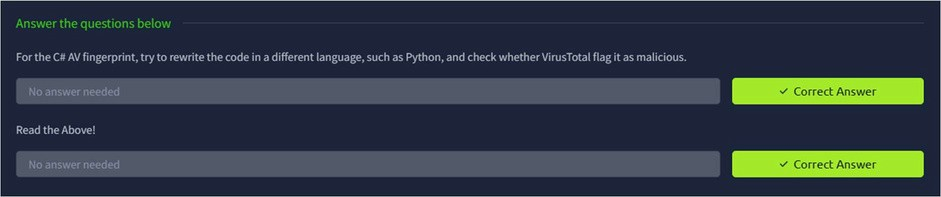 Answer the questions below
For the C# AV fingerprint, try to rewrite the code in a different language, such as Python, and check whether VirusTotal flag it as malicious.
No answer needed
✓ Correct Answer
Read the Above!
No answer needed
✓ Correct Answer